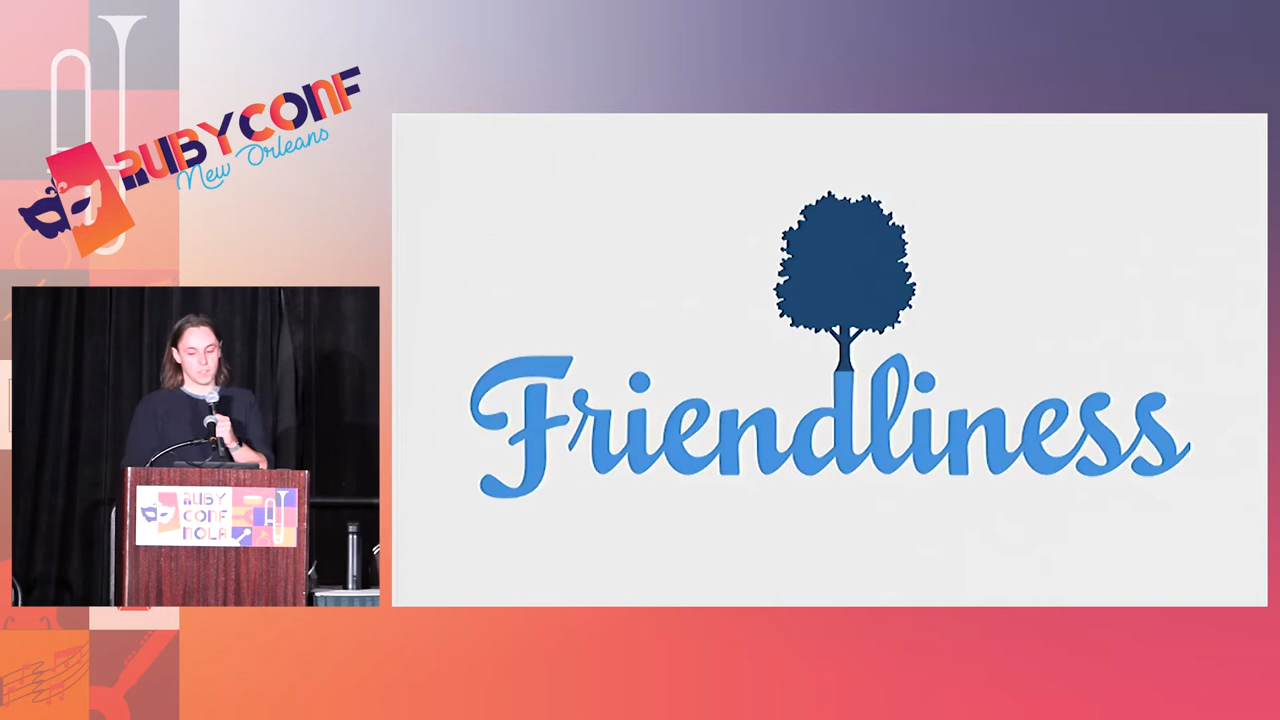 RUBYCONF
New Orleans
RUBY
CONF
NOLA
Friendliness